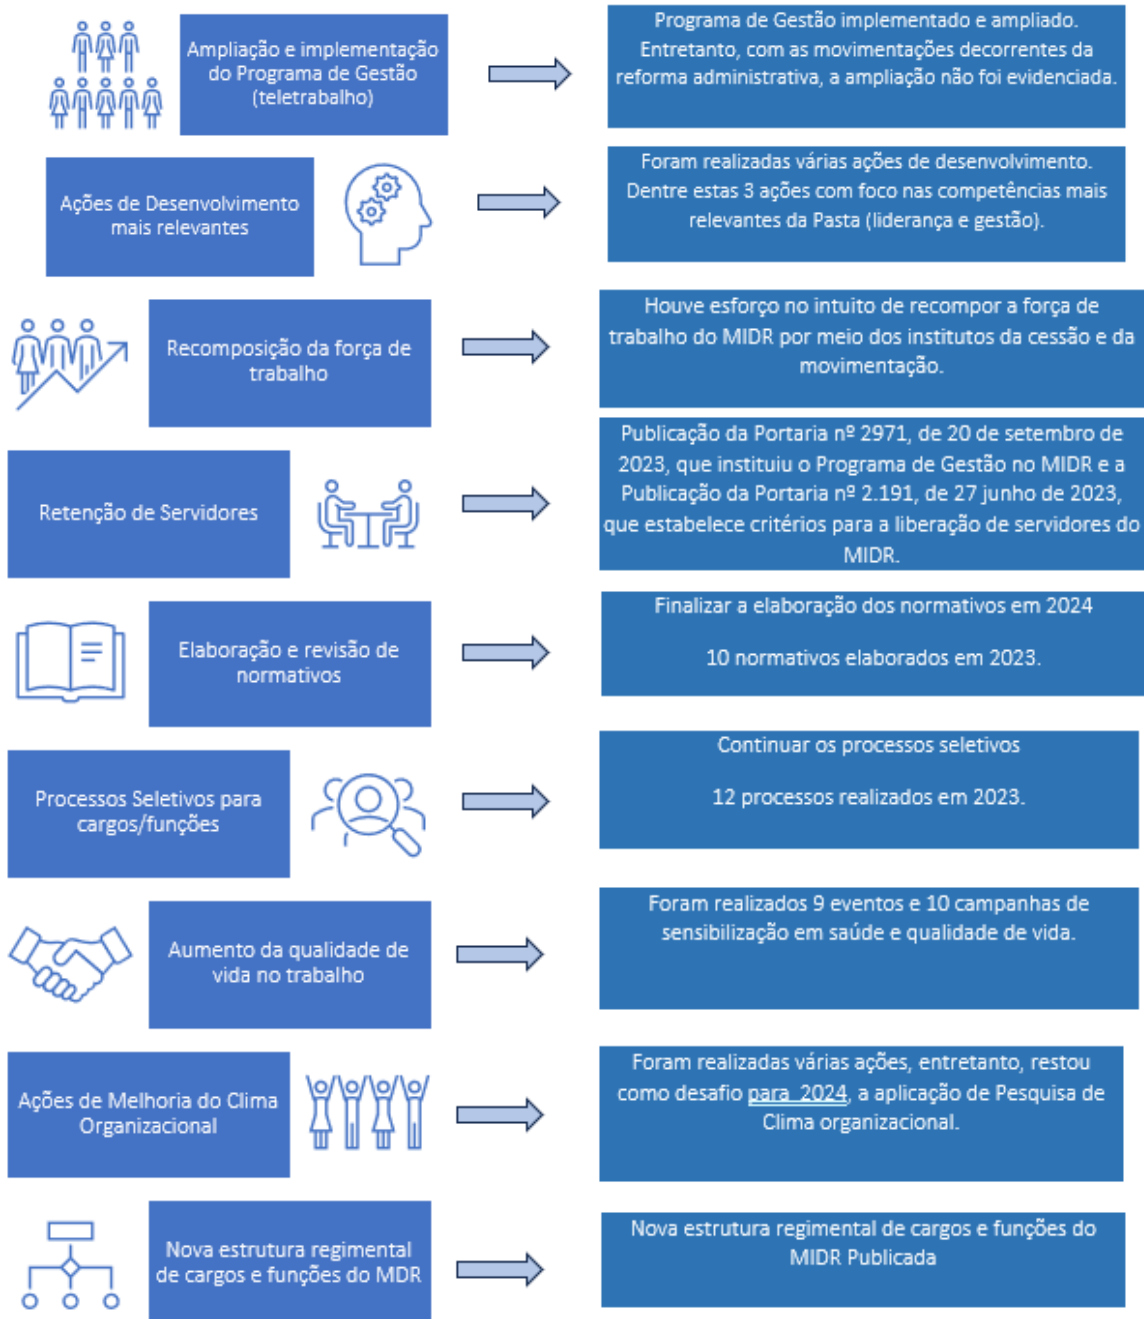 Ampliação e implementação
do Programa de Gestão
(teletrabalho)
Programa de Gestão implementado e ampliado.
Entretanto, com as movimentações decorrentes da
reforma administrativa, a ampliação não foi evidenciada.
Ações de Desenvolvimento
mais relevantes
Foram realizadas várias ações de desenvolvimento.
Dentre estas 3 ações com foco nas competências mais
relevantes da Pasta (liderança e gestão).
Recomposição da força de
trabalho
Houve esforço no intuito de recompor a força de
trabalho do MIDR por meio dos institutos da cessão e da
movimentação.
Retenção de Servidores
Publicação da Portaria nº 2971, de 20 de setembro de
2023, que instituiu o Programa de Gestão no MIDR e a
Publicação da Portaria nº 2.191, de 27 junho de 2023,
que estabelece critérios para a liberação de servidores do
MIDR.
Elaboração e revisão de
normativos
Finalizar a elaboração dos normativos em 2024
10 normativos elaborados em 2023.
Processos Seletivos para
cargos/funções
Continuar os processos seletivos
12 processos realizados em 2023.
Aumento da qualidade de
vida no trabalho
Foram realizados 9 eventos e 10 campanhas de
sensibilização em saúde e qualidade de vida.
Ações de Melhoria do Clima
Organizacional
Foram realizadas várias ações, entretanto, restou
como desafio para  2024, a aplicação de Pesquisa de
Clima organizacional.
Nova estrutura regimental
de cargos e funções do MDR
Nova estrutura regimental de cargos e funções do
MIDR Publicada